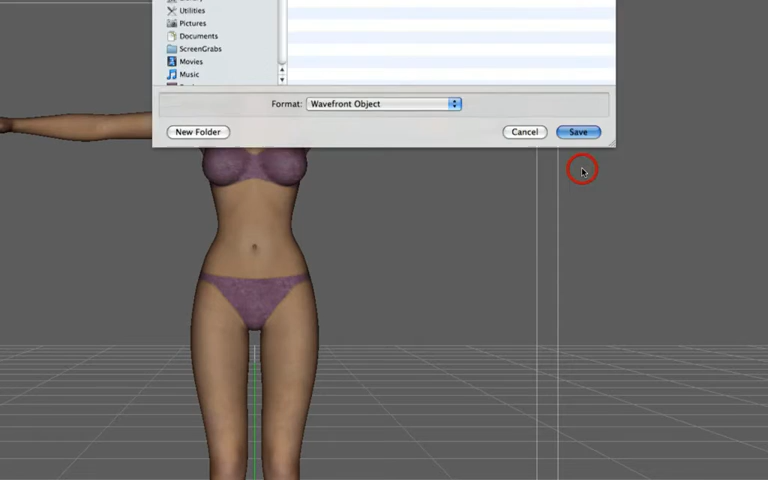 Utilities
Pictures
Documents
ScreenGrabs
Movies
Music
Format: Wavefront Object
New Folder
Cancel
Save